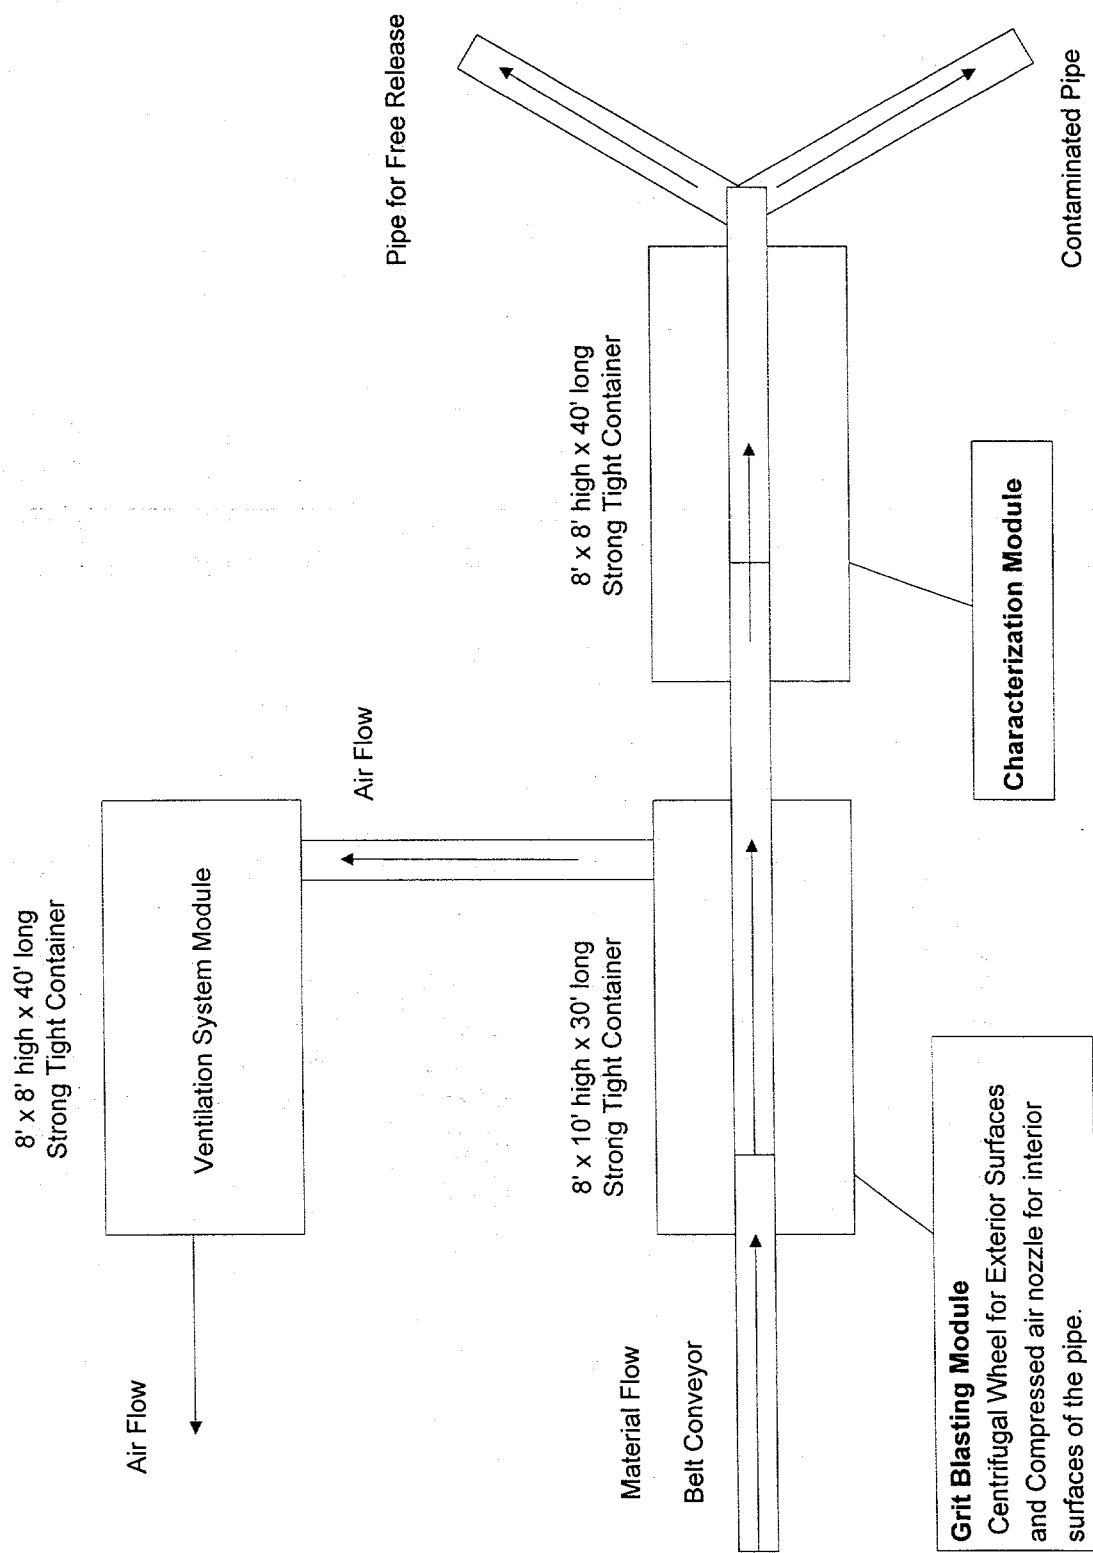 8' x 8' high x 40' long
Strong Tight Container
Air Flow
Ventilation System Module
Air Flow
Pipe for Free Release
Material Flow
Belt Conveyor
8' x 10' high x 30' long
Strong Tight Container
8' x 8' high x 40' long
Strong Tight Container
Grit Blasting Module
Centrifugal Wheel for Exterior Surfaces
and Compressed air nozzle for interior
surfaces of the pipe.
Characterization Module
Contaminated Pipe